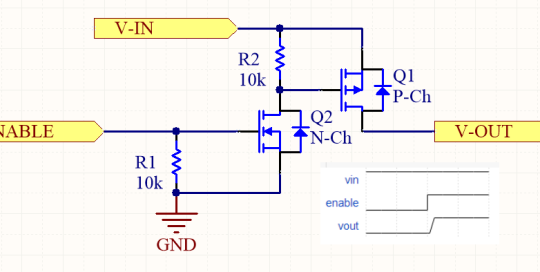 V-IN
R2
10k
Q1
P-Ch
NABLE
Q2
N-Ch
V-OUT
R1
10k
GND
vin
enable
vout